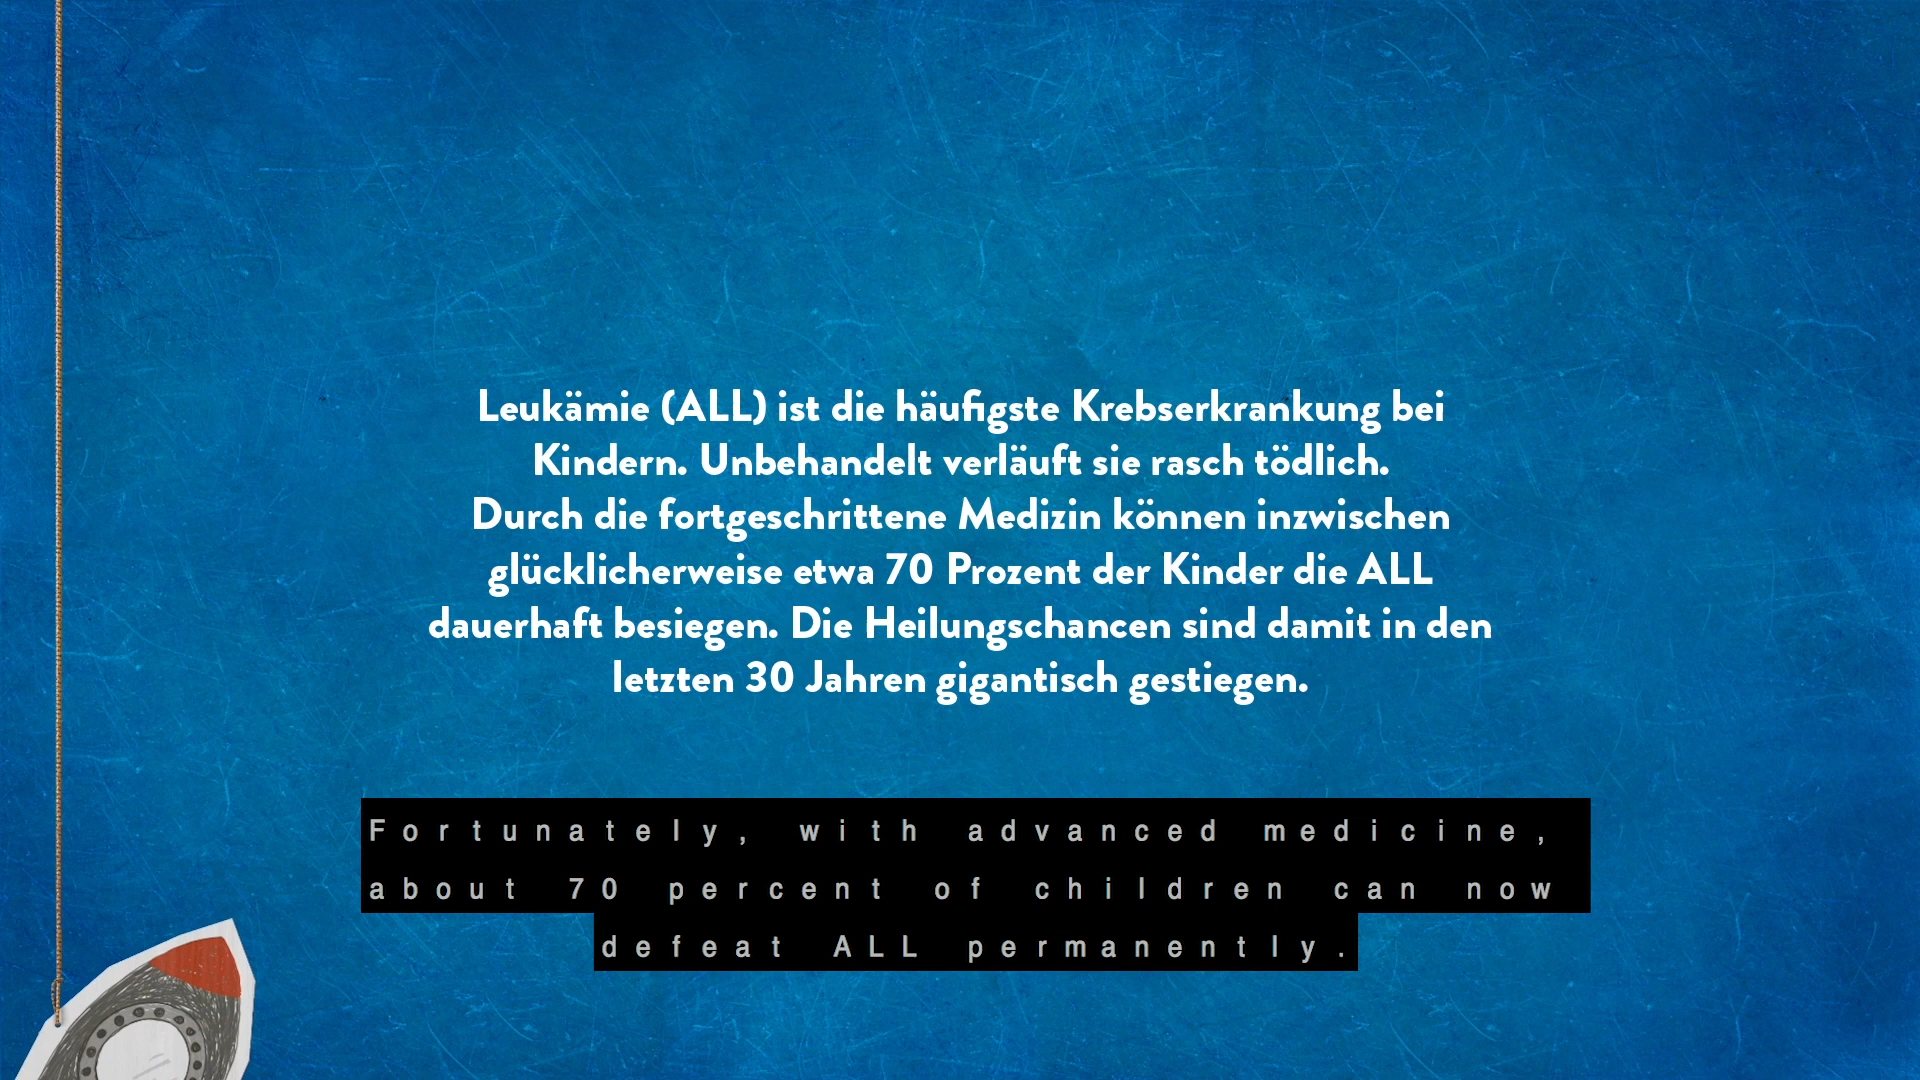 Leukämie (ALL) ist die häufigste Krebserkrankung bei
Kindern. Unbehandelt verläuft sie rasch tödlich.
Durch die fortgeschrittene Medizin können inzwischen
glücklicherweise etwa 70 Prozent der Kinder die ALL
dauerhaft besiegen. Die Heilungschancen sind damit in den
letzten 30 Jahren gigantisch gestiegen.
Fortunately, with advanced medicine,
about 70 percent of children can now
defeat ALL permanently.